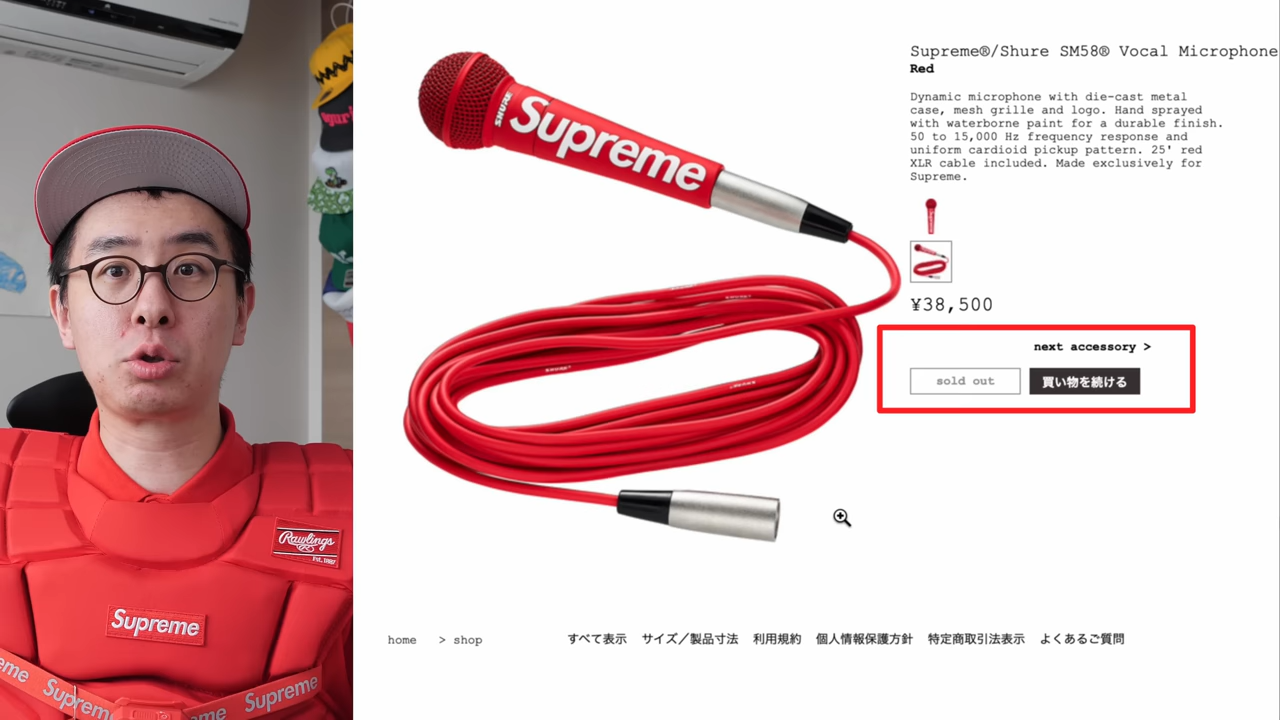 Supreme®/Shure SM58® Vocal Microphone
Red
Dynamic microphone with die-cast metal
case, mesh grille and logo. Hand sprayed
with waterborne paint for a durable finish.
50 to 15,000 Hz frequency response and
uniform cardioid pickup pattern. 25' red
XLR cable included. Made exclusively for
Supreme.
¥38,500
next accessory >
sold out
買い物を続ける
SHURE
Supreme
home > shop
すべて表示 サイズ／製品寸法 利用規約 個人情報保護方針 特定商取引法表示 よくあるご質問
Rawlings
Est. 1887
Supreme
eme
Supreme
me
Supreme